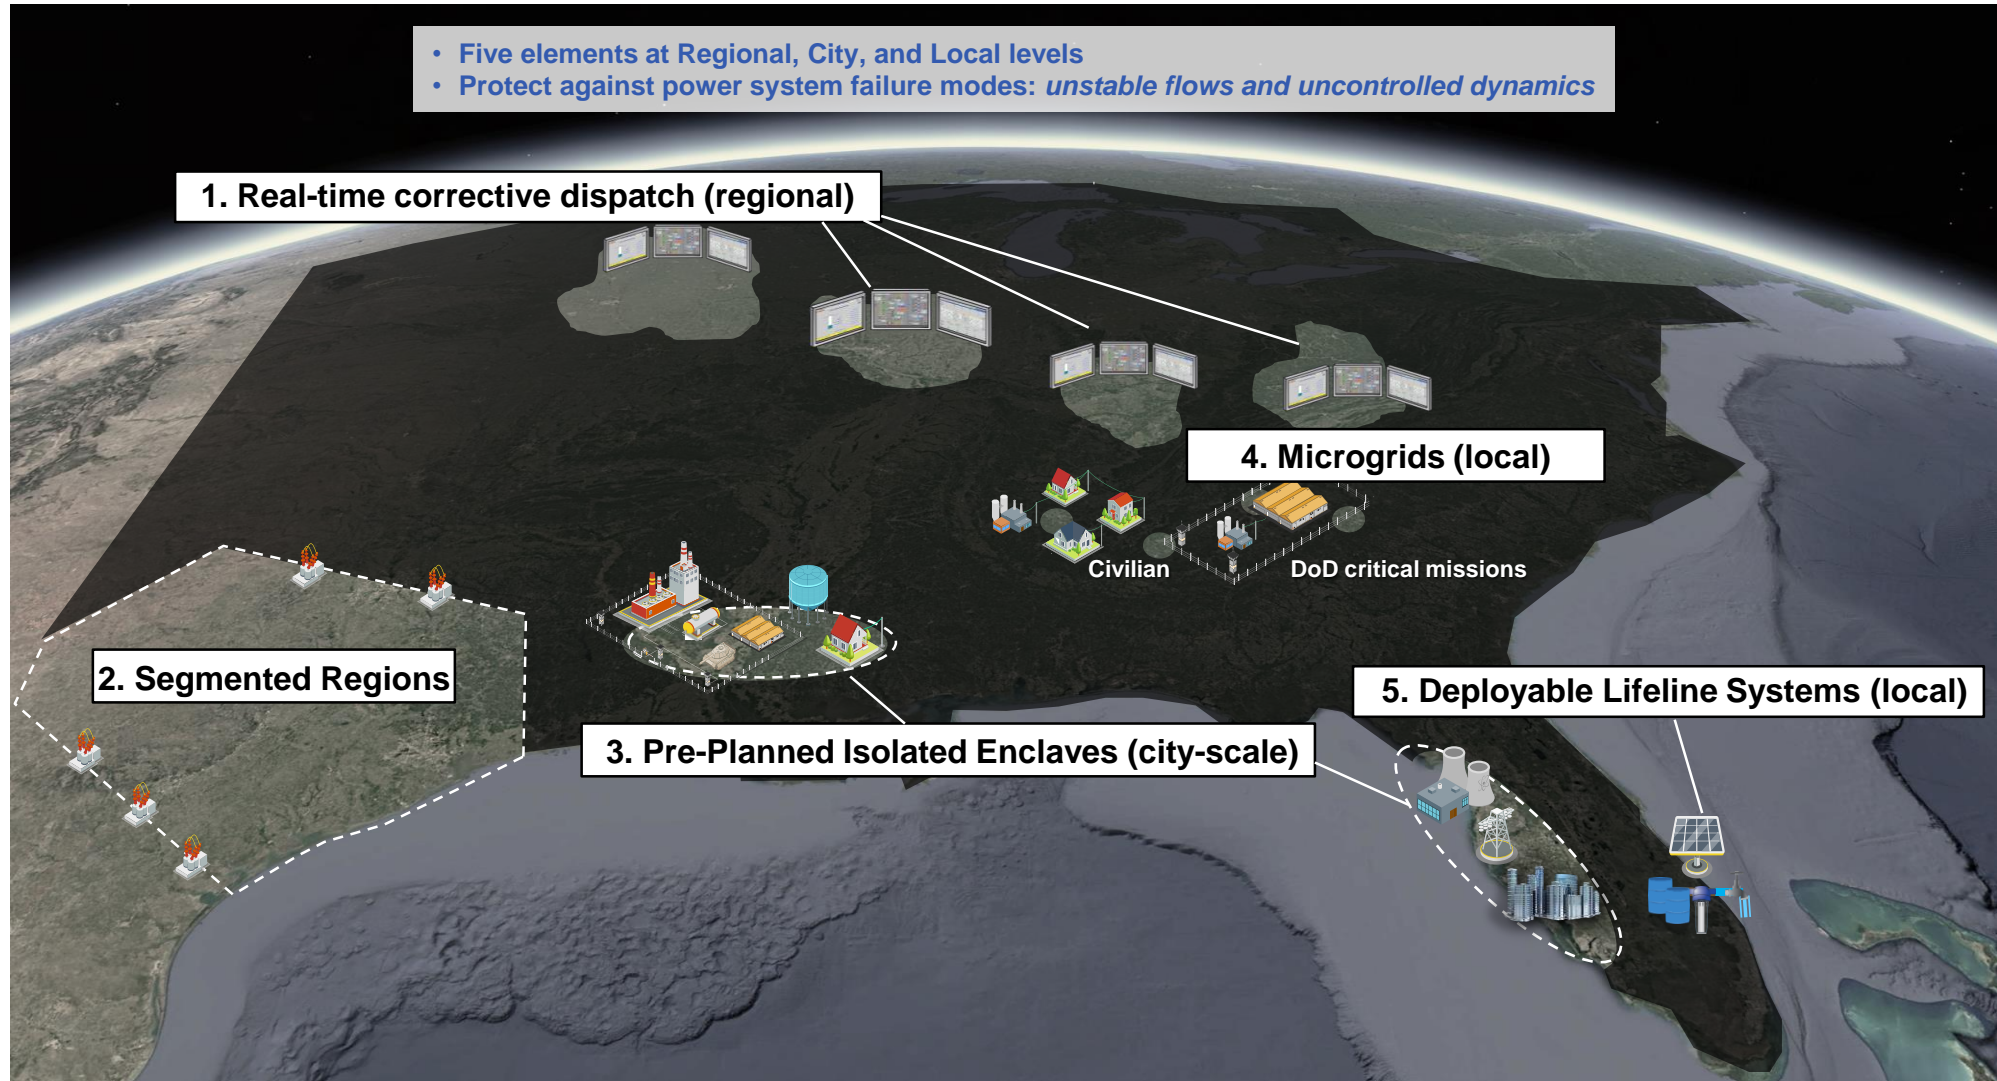 • Five elements at Regional, City, and Local levels
• Protect against power system failure modes: unstable flows and uncontrolled dynamics
1. Real-time corrective dispatch (regional)
4. Microgrids (local)
Civilian
DoD critical missions
2. Segmented Regions
5. Deployable Lifeline Systems (local)
3. Pre-Planned Isolated Enclaves (city-scale)